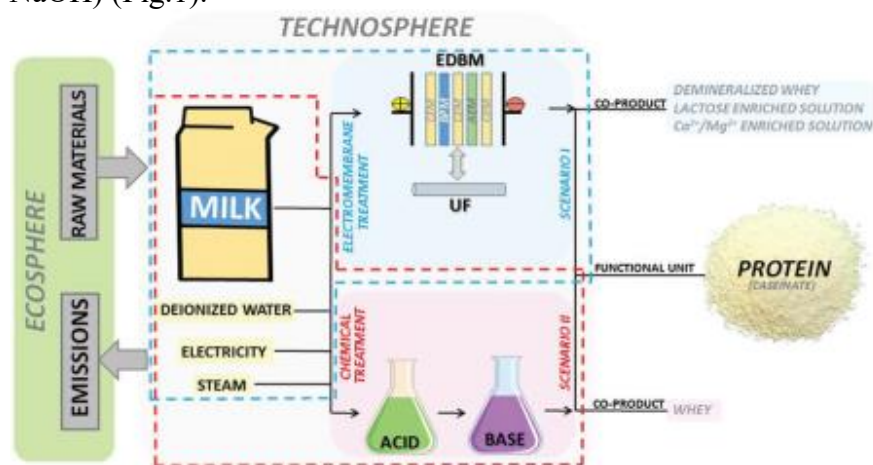 NaOH) (Fig.1).
TECHNOSPHERE
ECOSPHERE
RAW MATERIALS
EMISSIONS
MILK
DEIONIZED WATER
ELECTRICITY
STEAM
ELECTROMEMBRANE
TREATMENT
EDBM
UF
SCENARIO I
CHEMICAL
TREATMENT
ACID
BASE
SCENARIO II
CO-PRODUCT
DEMINERALIZED WHEY
LACTOSE ENRICHED SOLUTION
Ca²⁺/Mg²⁺ ENRICHED SOLUTION
FUNCTIONAL UNIT
PROTEIN
(CASEINATE)
CO-PRODUCT
WHEY